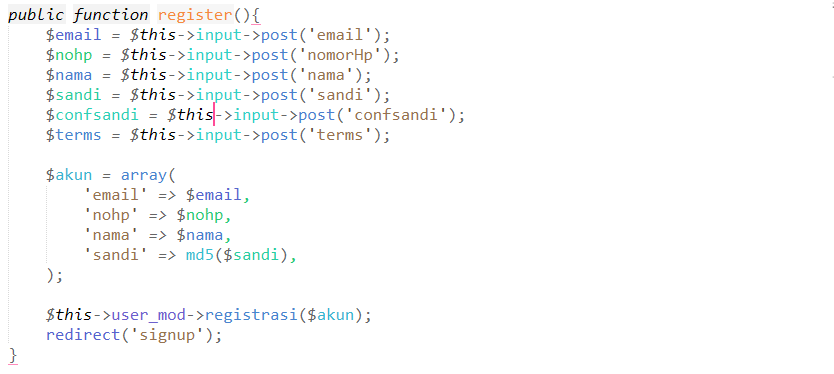 public function register(){
    $email = $this->input->post('email');
    $nohp = $this->input->post('nomorHp');
    $nama = $this->input->post('nama');
    $sandi = $this->input->post('sandi');
    $confsandi = $this->input->post('confsandi');
    $terms = $this->input->post('terms');

    $akun = array(
        'email' => $email,
        'nohp' => $nohp,
        'nama' => $nama,
        'sandi' => md5($sandi),
    );

    $this->user_mod->registrasi($akun);
    redirect('signup');
}